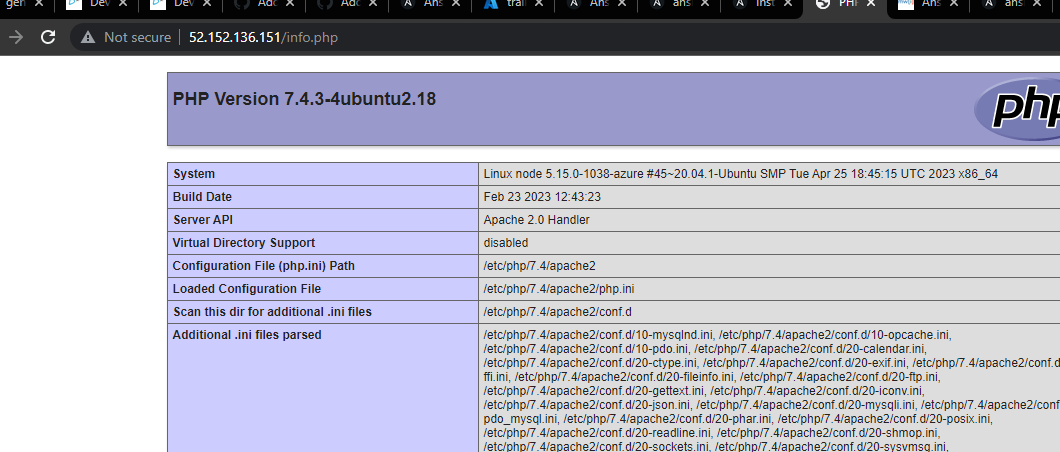 gen
Dev
Dev
Add
Ado
Ans
trai
Ans
ans
Inst
PHP
Ans
ans
Not secure
52.152.136.151/info.php
PHP Version 7.4.3-4ubuntu2.18
php
System Linux node 5.15.0-1038-azure #45~20.04.1-Ubuntu SMP Tue Apr 25 18:45:15 UTC 2023 x86_64
Build Date Feb 23 2023 12:43:23
Server API Apache 2.0 Handler
Virtual Directory Support disabled
Configuration File (php.ini) Path /etc/php/7.4/apache2
Loaded Configuration File /etc/php/7.4/apache2/php.ini
Scan this dir for additional .ini files /etc/php/7.4/apache2/conf.d
Additional .ini files parsed /etc/php/7.4/apache2/conf.d/10-mysqlnd.ini, /etc/php/7.4/apache2/conf.d/10-opcache.ini,
/etc/php/7.4/apache2/conf.d/10-pdo.ini, /etc/php/7.4/apache2/conf.d/20-calendar.ini,
/etc/php/7.4/apache2/conf.d/20-ctype.ini, /etc/php/7.4/apache2/conf.d/20-exif.ini, /etc/php/7.4/apache2/conf.d
ffi.ini, /etc/php/7.4/apache2/conf.d/20-fileinfo.ini, /etc/php/7.4/apache2/conf.d/20-ftp.ini,
/etc/php/7.4/apache2/conf.d/20-gettext.ini, /etc/php/7.4/apache2/conf.d/20-iconv.ini,
/etc/php/7.4/apache2/conf.d/20-json.ini, /etc/php/7.4/apache2/conf.d/20-mysqli.ini, /etc/php/7.4/apache2/conf
pdo_mysql.ini, /etc/php/7.4/apache2/conf.d/20-phar.ini, /etc/php/7.4/apache2/conf.d/20-posix.ini,
/etc/php/7.4/apache2/conf.d/20-readline.ini, /etc/php/7.4/apache2/conf.d/20-shmop.ini,
/etc/php/7.4/apache2/conf.d/20-sockets.ini, /etc/php/7.4/apache2/conf.d/20-sysvmsg.ini,